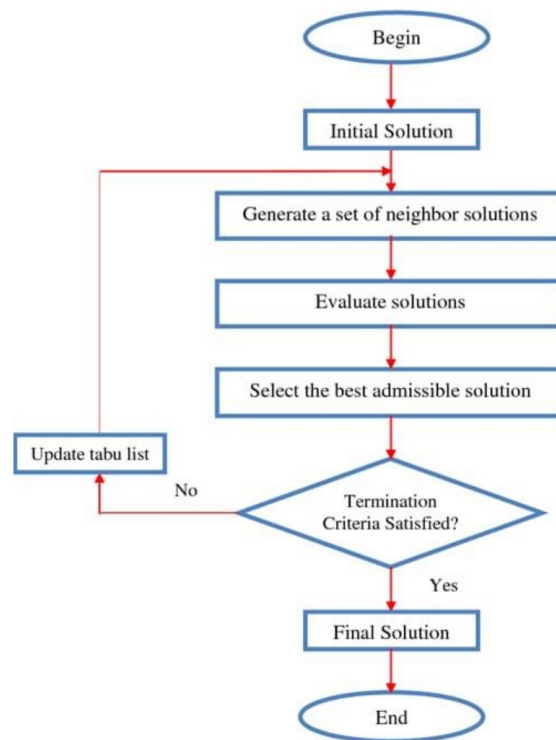 Begin
Initial Solution
Generate a set of neighbor solutions
Evaluate solutions
Select the best admissible solution
Update tabu list
No
Termination
Criteria Satisfied?
Yes
Final Solution
End